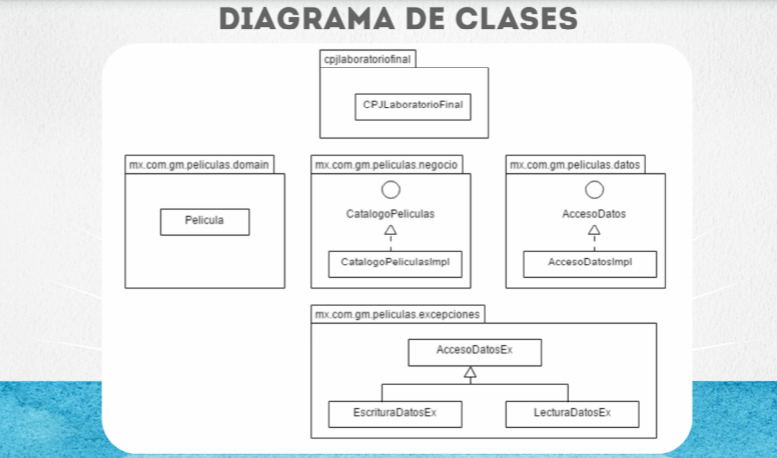 DIAGRAMA DE CLASES
cpjlaboratoriofinal
CPJLaboratorioFinal
mx.com.gm.peliculas.domain
Pelicula
mx.com.gm.peliculas.negocio
CatalogoPeliculas
CatalogoPeliculasImpl
mx.com.gm.peliculas.datos
AccesoDatos
AccesoDatosImpl
mx.com.gm.peliculas.excepciones
AccesoDatosEx
EscrituraDatosEx
LecturaDatosEx